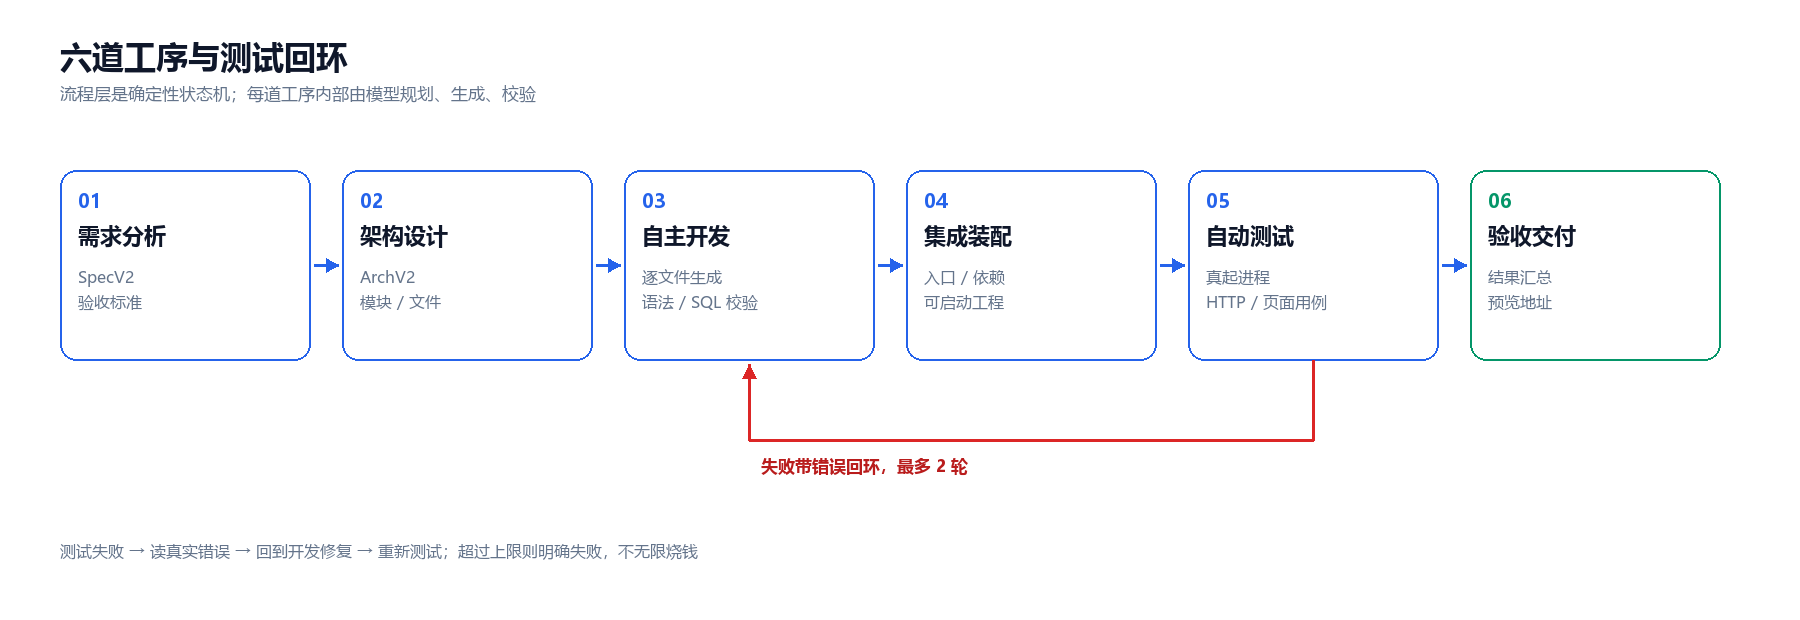 六道工序与测试回环
流程层是确定性状态机；每道工序内部由模型规划、生成、校验
01
需求分析
SpecV2
验收标准
02
架构设计
ArchV2
模块 / 文件
03
自主开发
逐文件生成
语法 / SQL 校验
04
集成装配
入口 / 依赖
可启动工程
05
自动测试
真起进程
HTTP / 页面用例
06
验收交付
结果汇总
预览地址
失败带错误回环，最多 2 轮
测试失败 → 读真实错误 → 回到开发修复 → 重新测试；超过上限则明确失败，不无限烧钱